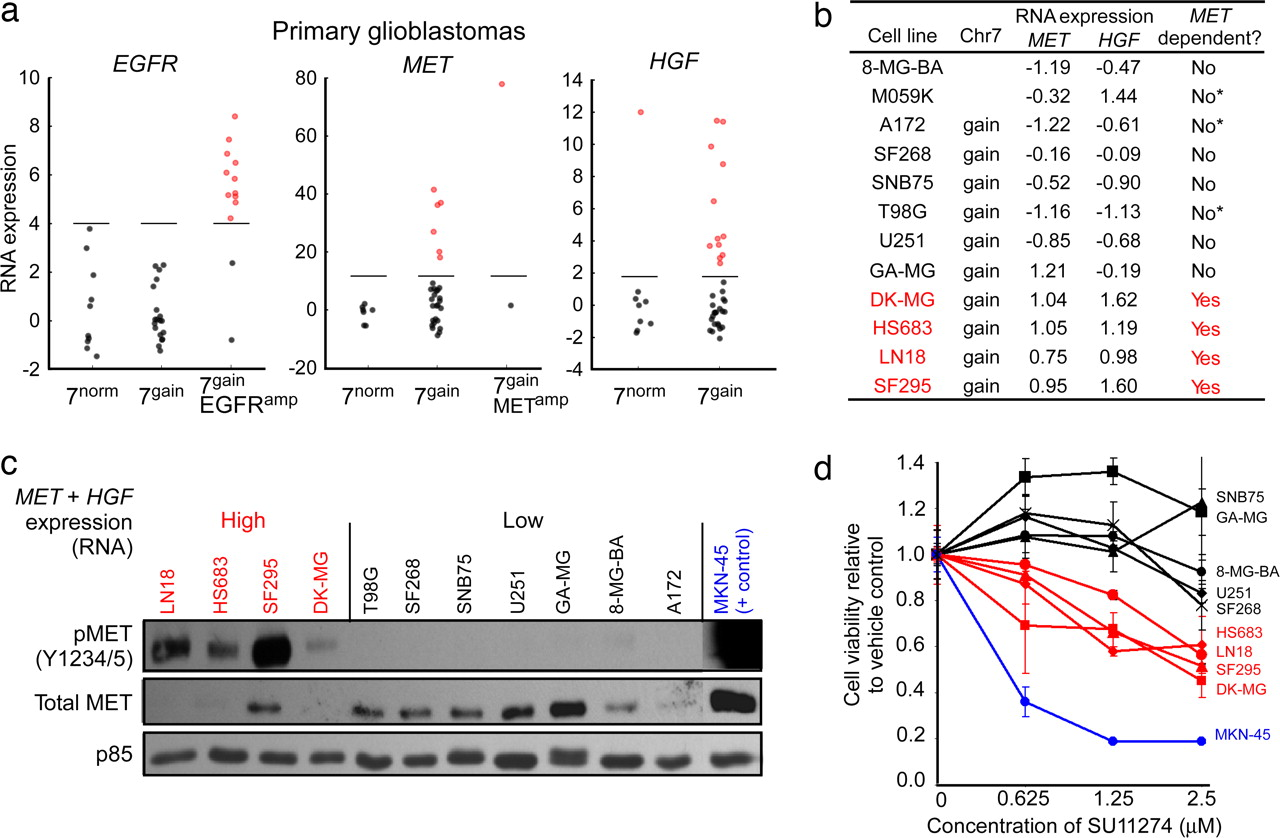 a
Primary glioblastomas
EGFR
MET
HGF
RNA expression
10
8
6
4
2
0
-2
7norm
7gain
7gain
EGFRamp
80
60
40
20
0
-20
7norm
7gain
7gain
METamp
14
12
10
8
6
4
2
0
-2
-4
7norm
7gain
b
RNA expression MET
Cell line Chr7 MET HGF dependent?
8-MG-BA -1.19 -0.47 No
M059K -0.32 1.44 No*
A172 gain -1.22 -0.61 No*
SF268 gain -0.16 -0.09 No
SNB75 gain -0.52 -0.90 No
T98G gain -1.16 -1.13 No*
U251 gain -0.85 -0.68 No
GA-MG gain 1.21 -0.19 No
DK-MG gain 1.04 1.62 Yes
HS683 gain 1.05 1.19 Yes
LN18 gain 0.75 0.98 Yes
SF295 gain 0.95 1.60 Yes
c
MET + HGF
expression
(RNA)
High
Low
LN18
HS683
SF295
DK-MG
T98G
SF268
SNB75
U251
GA-MG
8-MG-BA
A172
MKN-45
(+ control)
pMET
(Y1234/5)
Total MET
p85
d
Cell viability relative
to vehicle control
1.4
1.2
1.0
0.8
0.6
0.4
0.2
0.0
0
0.625
1.25
2.5
Concentration of SU11274 (μM)
SNB75
GA-MG
8-MG-BA
U251
SF268
HS683
LN18
SF295
DK-MG
MKN-45